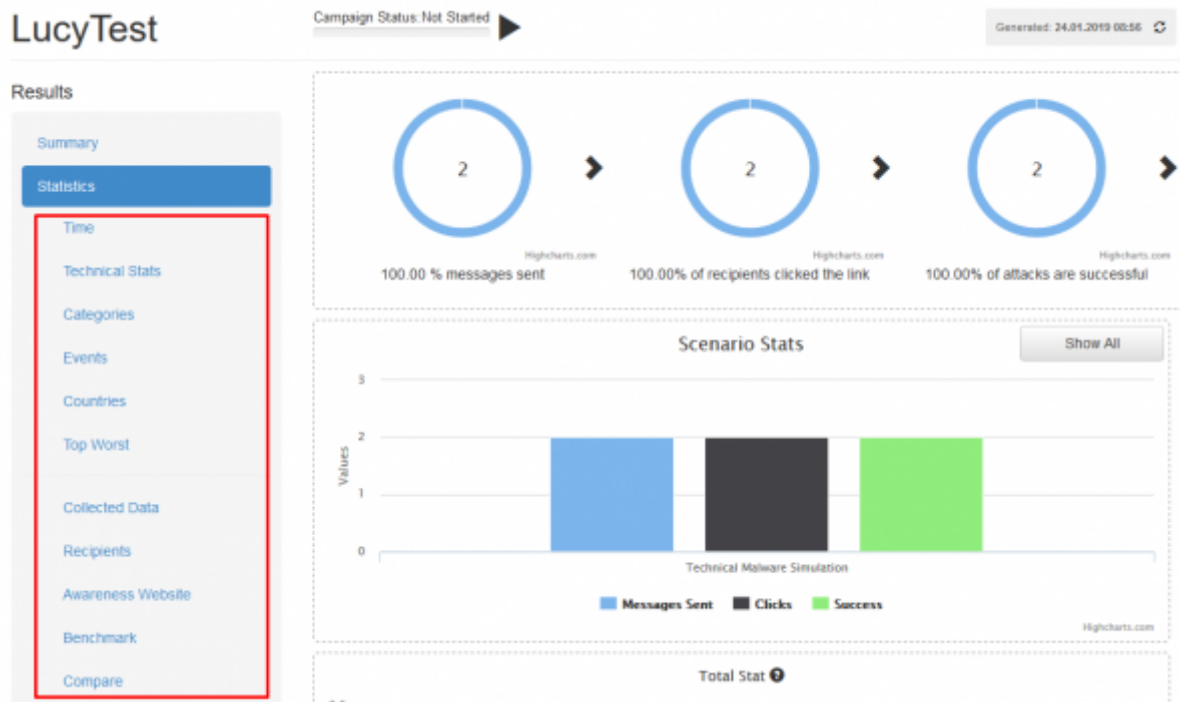 LucyTest
Campaign Status: Not Started
Generated: 24.01.2019 08:56
Results
Summary
Statistics
Time
Technical Stats
Categories
Events
Countries
Top Worst
Collected Data
Recipients
Awareness Website
Benchmark
Compare
2
2
2
Highcharts.com
Highcharts.com
Highcharts.com
100.00 % messages sent
100.00% of recipients clicked the link
100.00% of attacks are successful
Scenario Stats
Show All
Values
3
2
1
0
Technical Malware Simulation
Messages Sent Clicks Success
Highcharts.com
Total Stat